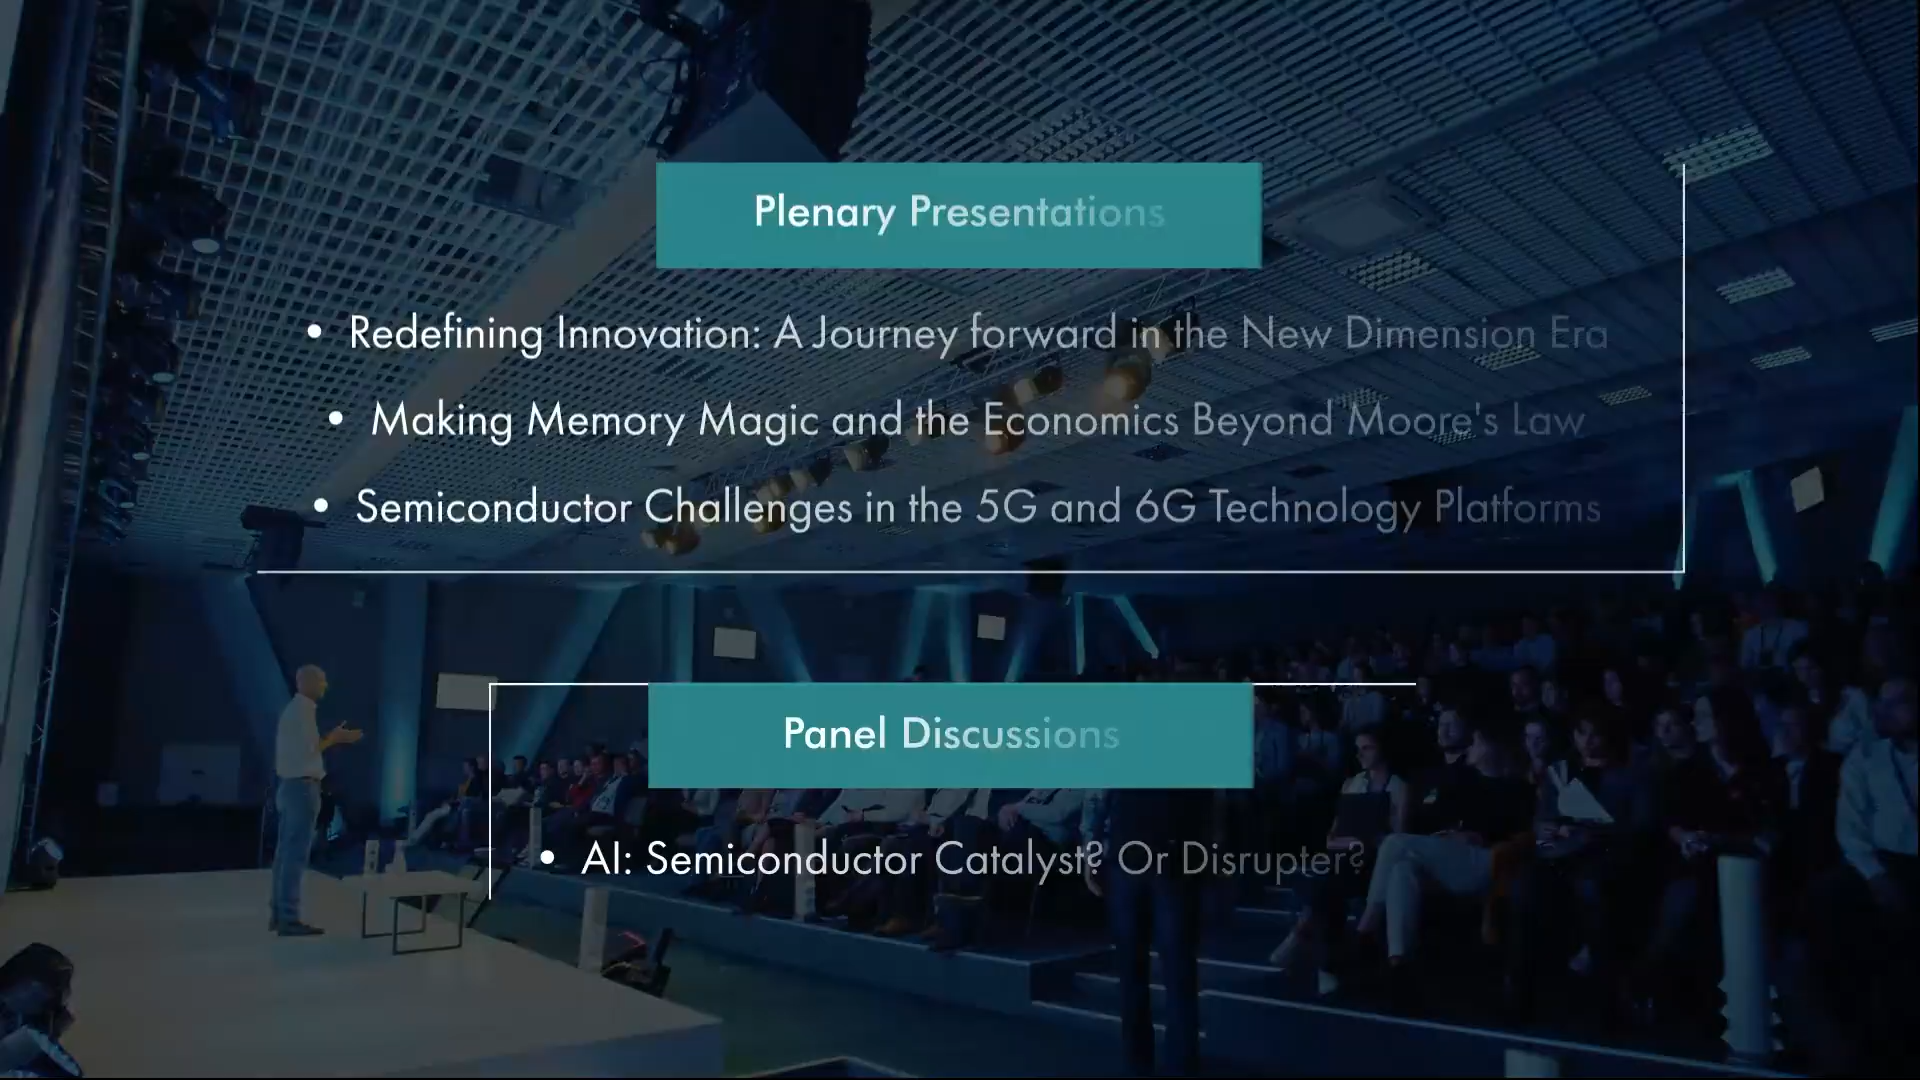 Plenary Presentations
• Redefining Innovation: A Journey forward in the New Dimension Era
• Making Memory Magic and the Economics Beyond Moore's Law
• Semiconductor Challenges in the 5G and 6G Technology Platforms
Panel Discussions
• AI: Semiconductor Catalyst? Or Disrupter?